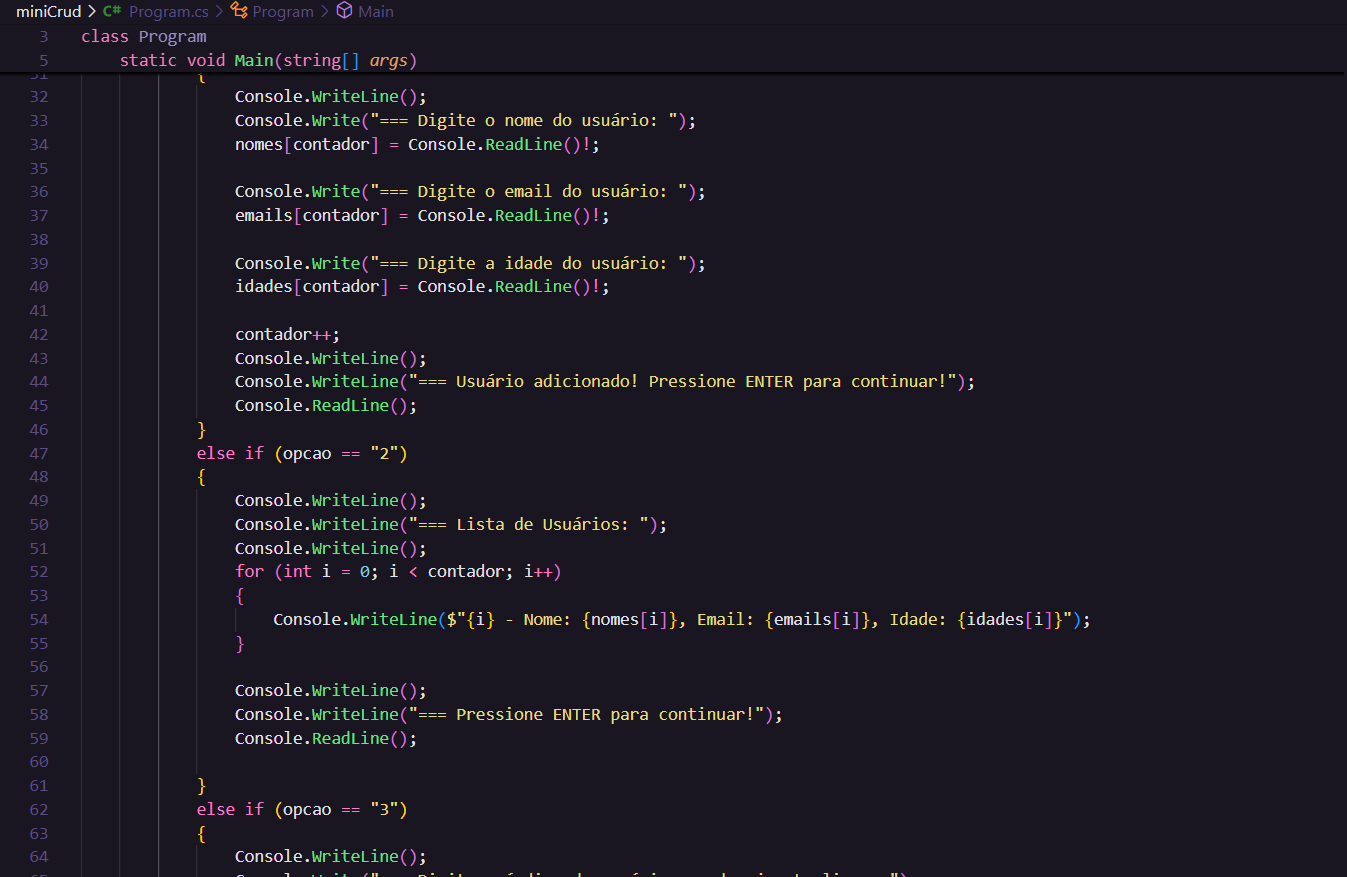 miniCrud > C# Program.cs > Program > Main
3 class Program
5 static void Main(string[] args)
31 {
32 Console.WriteLine();
33 Console.Write("=== Digite o nome do usuário: ");
34 nomes[contador] = Console.ReadLine()!;
35
36 Console.Write("=== Digite o email do usuário: ");
37 emails[contador] = Console.ReadLine()!;
38
39 Console.Write("=== Digite a idade do usuário: ");
40 idades[contador] = Console.ReadLine()!;
41
42 contador++;
43 Console.WriteLine();
44 Console.WriteLine("=== Usuário adicionado! Pressione ENTER para continuar!");
45 Console.ReadLine();
46 }
47 else if (opcao == "2")
48 {
49 Console.WriteLine();
50 Console.WriteLine("=== Lista de Usuários: ");
51 Console.WriteLine();
52 for (int i = 0; i < contador; i++)
53 {
54 Console.WriteLine($"{i} - Nome: {nomes[i]}, Email: {emails[i]}, Idade: {idades[i]}");
55 }
56
57 Console.WriteLine();
58 Console.WriteLine("=== Pressione ENTER para continuar!");
59 Console.ReadLine();
60
61 }
62 else if (opcao == "3")
63 {
64 Console.WriteLine();